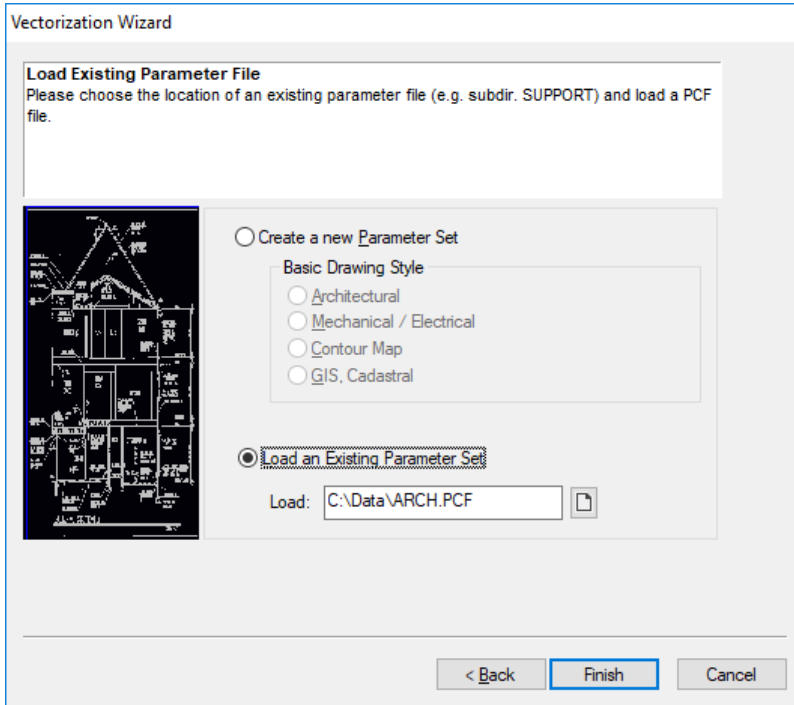 Vectorization Wizard
Load Existing Parameter File
Please choose the location of an existing parameter file (e.g. subdir. SUPPORT) and load a PCF
file.
Create a new Parameter Set
Basic Drawing Style
Architectural
Mechanical / Electrical
Contour Map
GIS, Cadastral
Load an Existing Parameter Set
Load: C:\Data\ARCH.PCF
< Back Finish Cancel